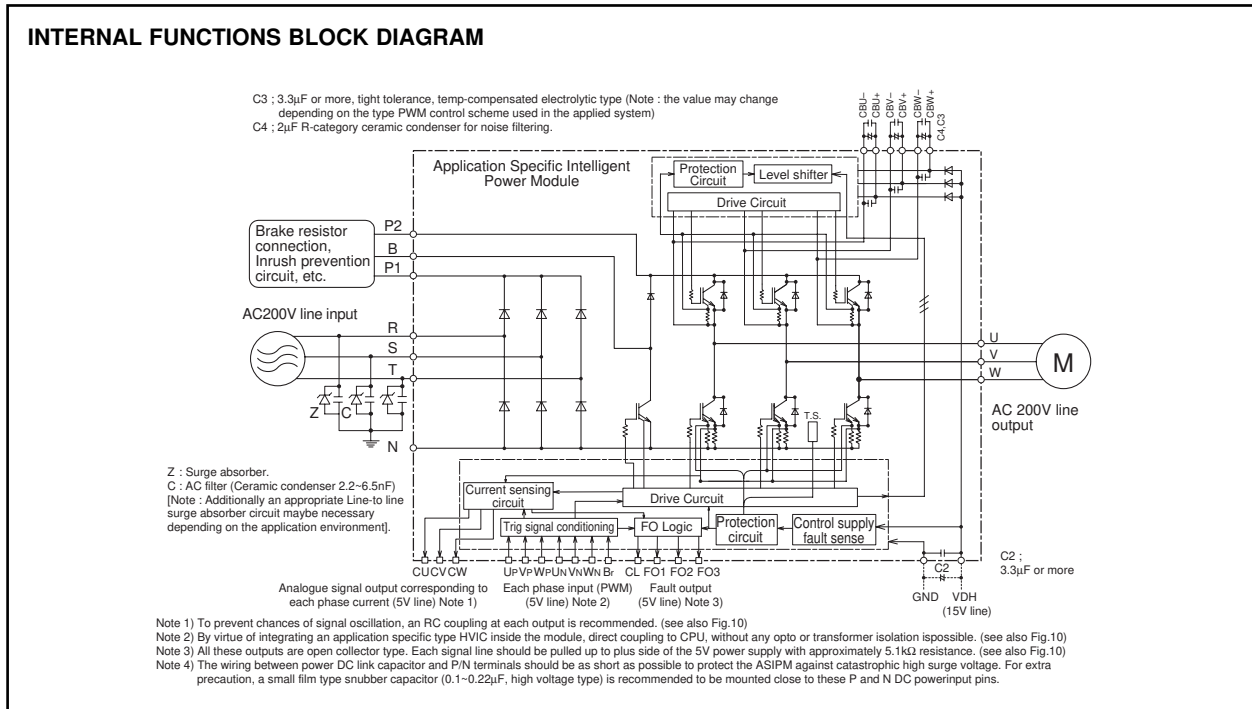 INTERNAL FUNCTIONS BLOCK DIAGRAM
C3 ; 3.3µF or more, tight tolerance, temp-compensated electrolytic type (Note : the value may change
depending on the type PWM control scheme used in the applied system)
C4 ; 2µF R-category ceramic condenser for noise filtering.
CBU–
CBU+
CBV–
CBV+
CBW–
CBW+
C4,C3
Application Specific Intelligent
Power Module
Protection
Circuit
Level shifter
Drive Circuit
Brake resistor
connection,
Inrush prevention
circuit, etc.
P2
B
P1
AC200V line input
R
S
T
Z
C
N
U
V
W
M
AC 200V line
output
T.S.
Z : Surge absorber.
C : AC filter (Ceramic condenser 2.2~6.5nF)
[Note : Additionally an appropriate Line-to line
surge absorber circuit maybe necessary
depending on the application environment].
Current sensing
circuit
Drive Curcuit
Trig signal conditioning
FO Logic
Protection
circuit
Control supply
fault sense
CU CV CW
UP VP WP UN VN WN Br
CL FO1 FO2 FO3
C2
GND VDH
(15V line)
C2 ;
3.3µF or more
Analogue signal output corresponding to
each phase current (5V line) Note 1)
Each phase input (PWM)
(5V line) Note 2)
Fault output
(5V line) Note 3)
Note 1) To prevent chances of signal oscillation, an RC coupling at each output is recommended. (see also Fig.10)
Note 2) By virtue of integrating an application specific type HVIC inside the module, direct coupling to CPU, without any opto or transformer isolation ispossible. (see also Fig.10)
Note 3) All these outputs are open collector type. Each signal line should be pulled up to plus side of the 5V power supply with approximately 5.1kΩ resistance. (see also Fig.10)
Note 4) The wiring between power DC link capacitor and P/N terminals should be as short as possible to protect the ASIPM against catastrophic high surge voltage. For extra
precaution, a small film type snubber capacitor (0.1~0.22µF, high voltage type) is recommended to be mounted close to these P and N DC powerinput pins.